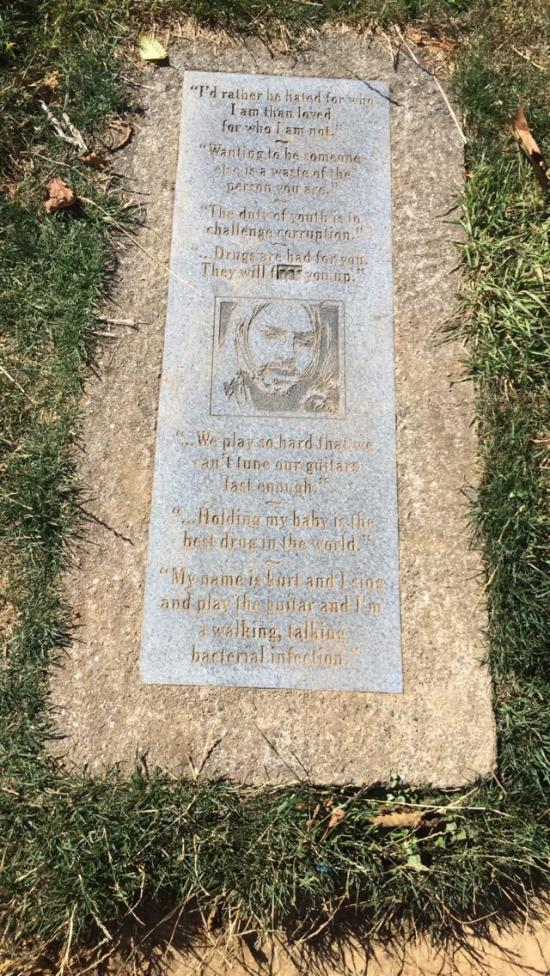 "I'd rather be hated for who
I am than loved
for who I am not."
~
"Wanting to be someone
else is a waste of the
person you are."
~
"The duty of youth is to
challenge corruption."
~
"... Drugs are bad for you.
They will f you up."
"...We play so hard that we
can't tune our guitars
fast enough."
~
"...Holding my baby is the
best drug in the world."
~
"My name is kurt and I sing
and play the guitar and I'm
a walking, talking
bacterial infection."